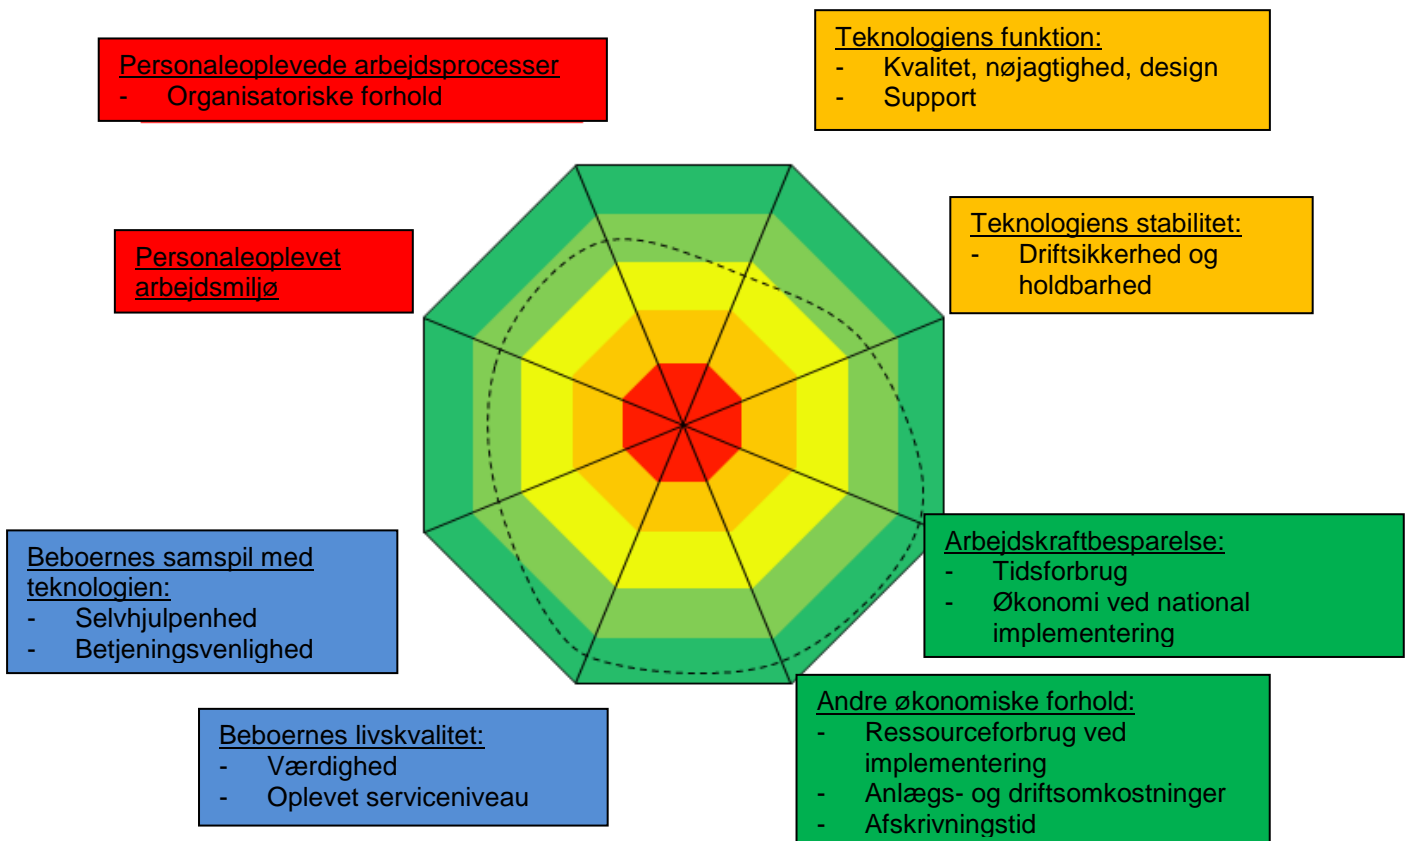 Personaleoplevede arbejdsprocesser
- Organisatoriske forhold
Teknologiens funktion:
- Kvalitet, nøjagtighed, design
- Support
Personaleoplevet
arbejdsmiljø
Teknologiens stabilitet:
- Driftsikkerhed og
holdbarhed
Beboernes samspil med
teknologien:
- Selvhjulpenhed
- Betjeningsvenlighed
Arbejdskraftbesparelse:
- Tidsforbrug
- Økonomi ved national
implementering
Beboernes livskvalitet:
- Værdighed
- Oplevet serviceniveau
Andre økonomiske forhold:
- Ressourceforbrug ved
implementering
- Anlægs- og driftsomkostninger
- Afskrivningstid